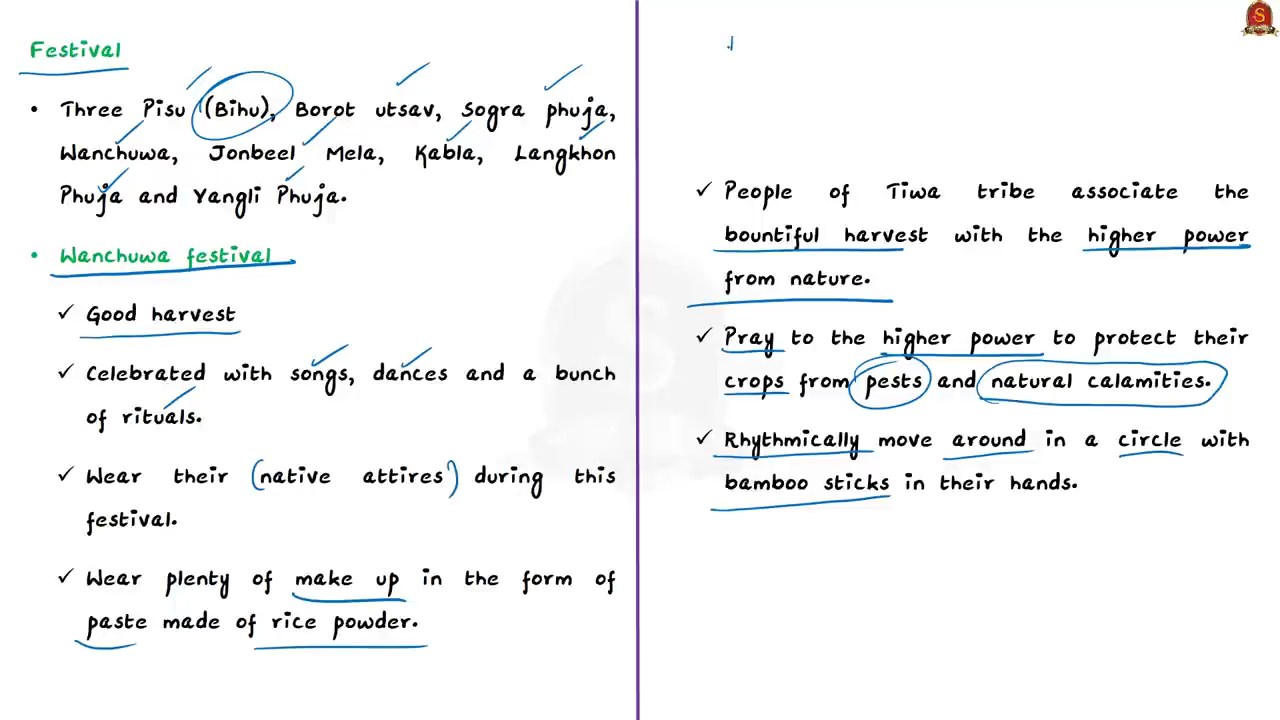 Festival
• Three Pisu (Bihu), Borot utsav, Sogra phuja,
Wanchuwa, Jonbeel Mela, Kabla, Langkhon
Phuja and Yangli Phuja.
• Wanchuwa festival
✓ Good harvest
✓ Celebrated with songs, dances and a bunch
of rituals.
✓ Wear their (native attires) during this
festival.
✓ Wear plenty of make up in the form of
paste made of rice powder.
✓ People of Tiwa tribe associate the
bountiful harvest with the higher power
from nature.
✓ Pray to the higher power to protect their
crops from pests and natural calamities.
✓ Rhythmically move around in a circle with
bamboo sticks in their hands.